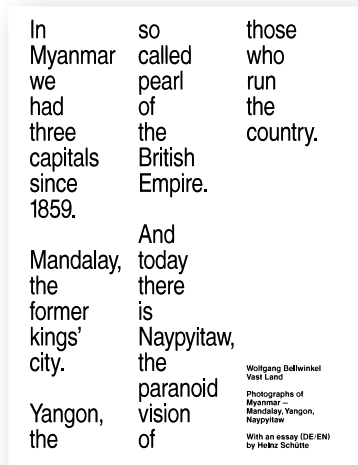 In
Myanmar
we
had
three
capitals
since
1859.
Mandalay,
the
former
kings'
city.
Yangon,
the
so
called
pearl
of
the
British
Empire.
And
today
there
is
Naypyitaw,
the
paranoid
vision
of
those
who
run
the
country.
Wolfgang Bellwinkel
Vast Land
Photographs of
Myanmar –
Mandalay, Yangon,
Naypyitaw
With an essay (DE/EN)
by Heinz Schütte